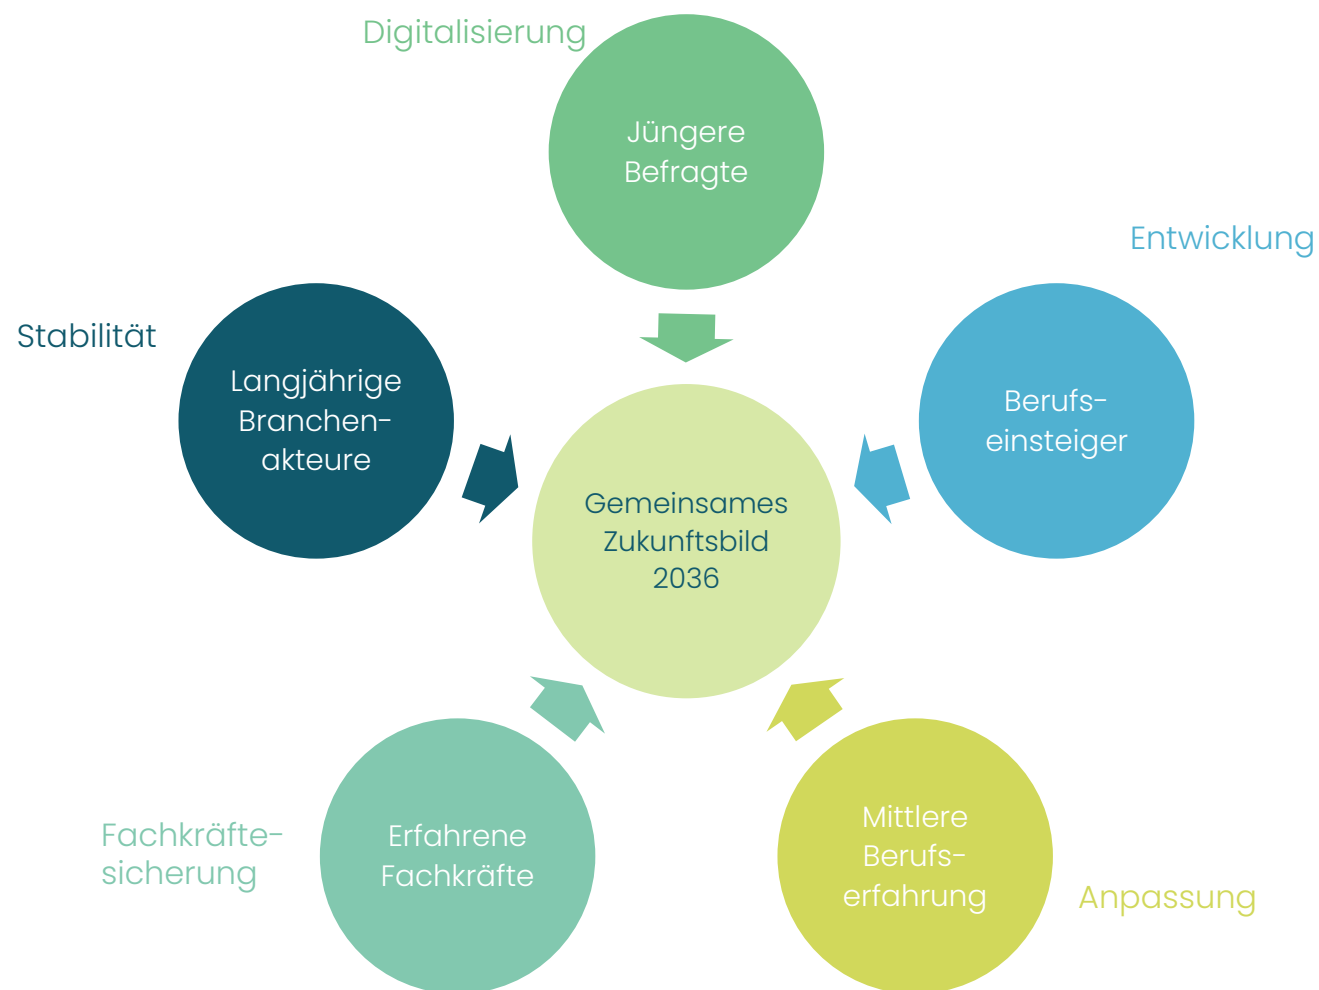 Digitalisierung
Jüngere
Befragte
Entwicklung
Berufs-
einsteiger
Stabilität
Langjährige
Branchen-
akteure
Gemeinsames
Zukunftsbild
2036
Fachkräfte-
sicherung
Erfahrene
Fachkräfte
Mittlere
Berufs-
erfahrung
Anpassung